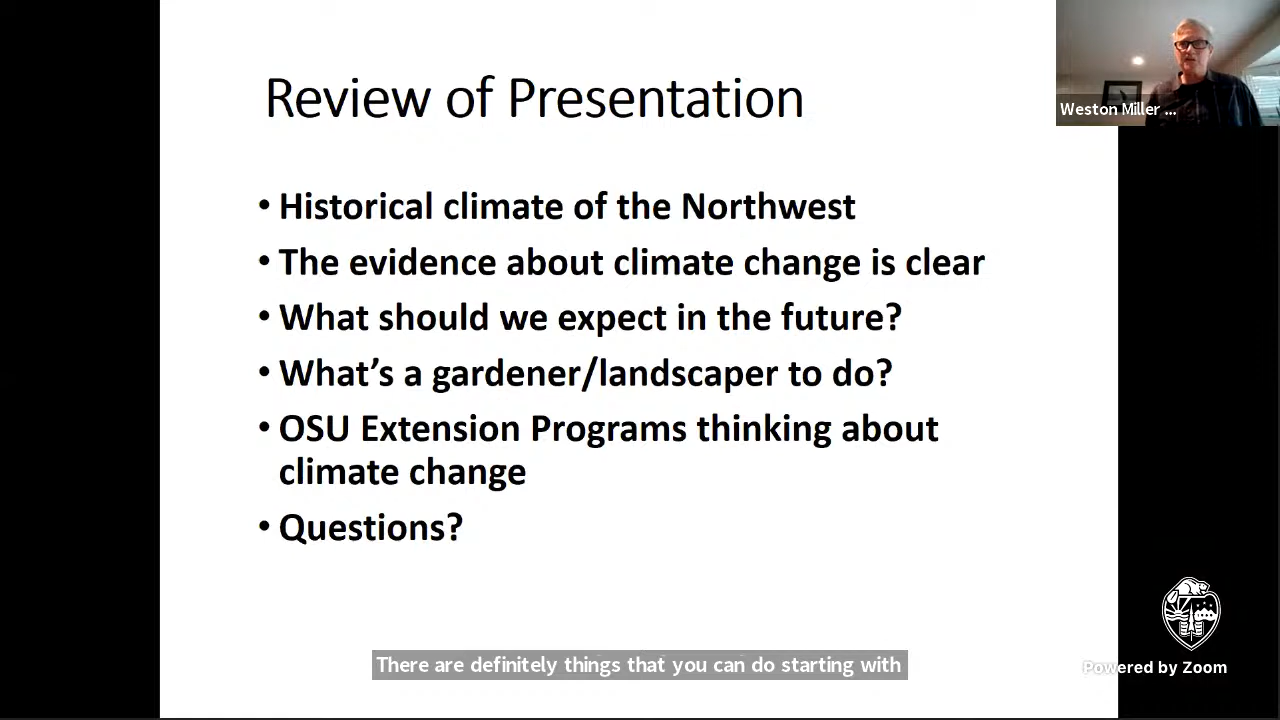 Review of Presentation
Weston Miller ...
• Historical climate of the Northwest
• The evidence about climate change is clear
• What should we expect in the future?
• What’s a gardener/landscaper to do?
• OSU Extension Programs thinking about
climate change
• Questions?
There are definitely things that you can do starting with
Powered by Zoom